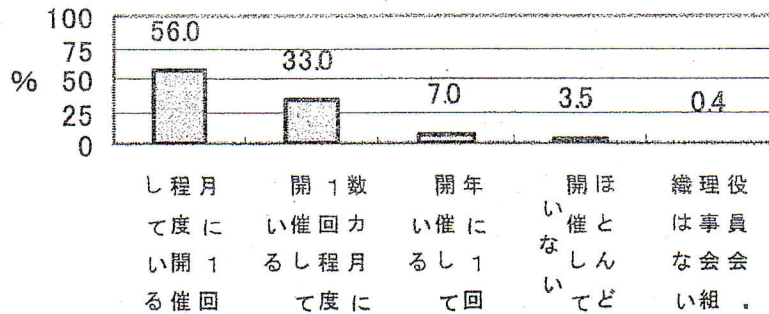 100
75
50
25
0
%
56.0
33.0
7.0
3.5
0.4
月に1回
程度開催
している
数カ月に
1回程度
開催して
いる
年に1回
開催して
いる
ほとんど
開催して
いない
役員会・
理事会組
織はない